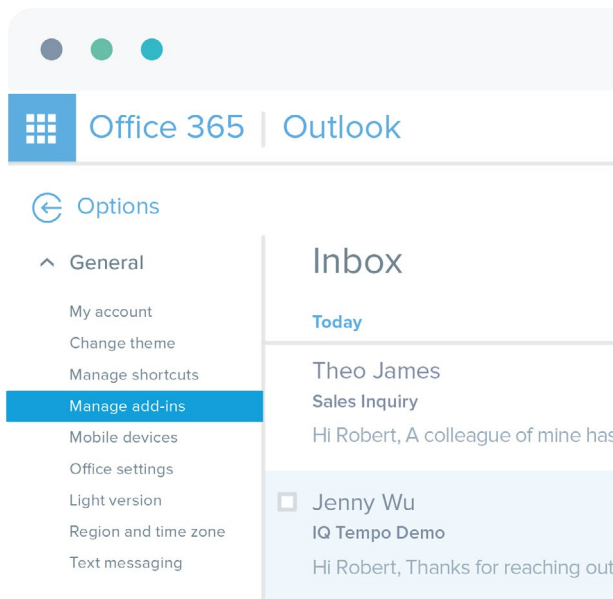 Office 365 | Outlook
Options
General
My account
Change theme
Manage shortcuts
Manage add-ins
Mobile devices
Office settings
Light version
Region and time zone
Text messaging
Inbox
Today
Theo James
Sales Inquiry
Hi Robert, A colleague of mine has
Jenny Wu
IQ Tempo Demo
Hi Robert, Thanks for reaching out